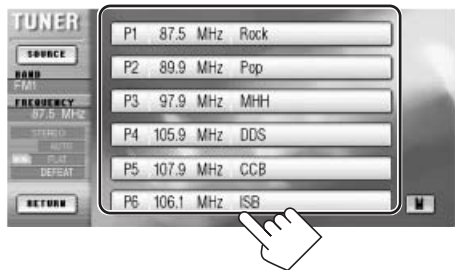 TUNER
SOURCE
BAND
FM1
FREQUENCY
87.5 MHz
STEREO
AUTO
FLAT
DEFEAT
RETURN
P1 87.5 MHz Rock
P2 89.9 MHz Pop
P3 97.9 MHz MHH
P4 105.9 MHz DDS
P5 107.9 MHz CCB
P6 106.1 MHz ISB